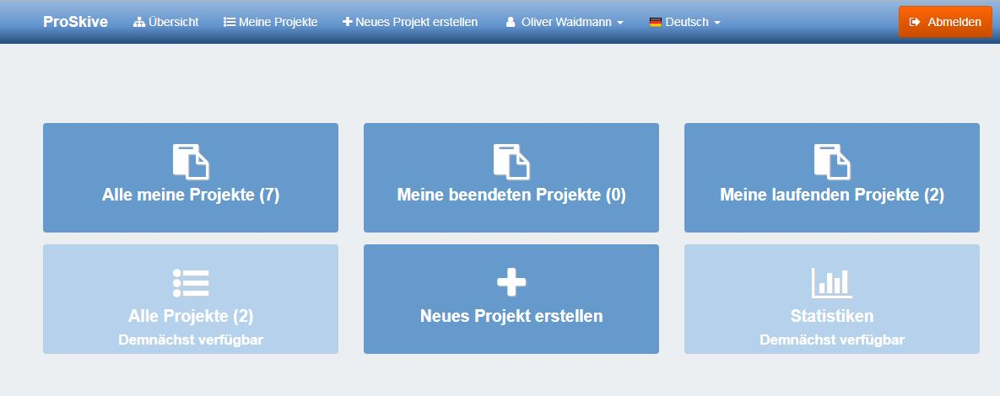 ProSkive Übersicht Meine Projekte Neues Projekt erstellen Oliver Waidmann Deutsch Abmelden
Alle meine Projekte (7)
Meine beendeten Projekte (0)
Meine laufenden Projekte (2)
Alle Projekte (2)
Demnächst verfügbar
Neues Projekt erstellen
Statistiken
Demnächst verfügbar